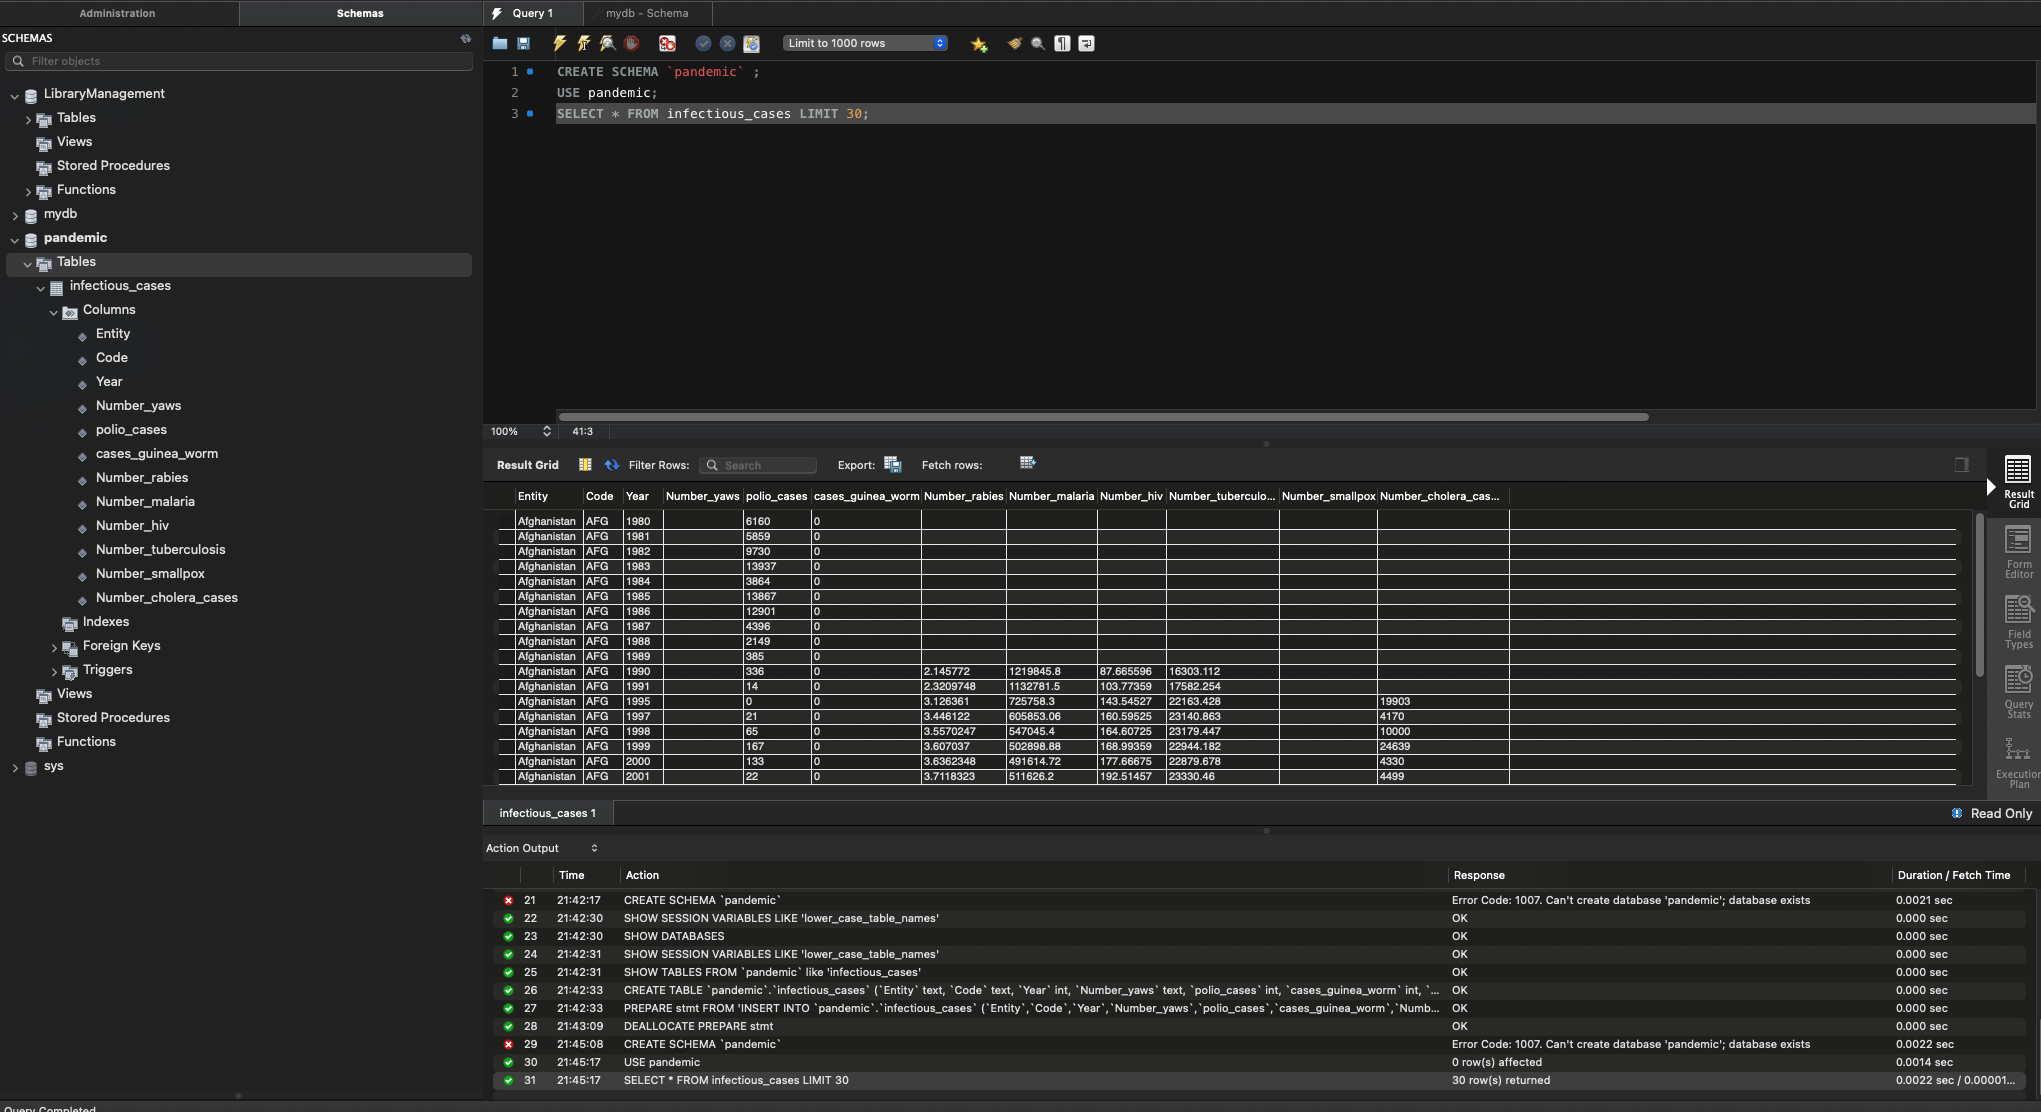 Administration
Schemas
Query 1
mydb - Schema
SCHEMAS
Filter objects
LibraryManagement
Tables
Views
Stored Procedures
Functions
mydb
pandemic
Tables
infectious_cases
Columns
Entity
Code
Year
Number_yaws
polio_cases
cases_guinea_worm
Number_rabies
Number_malaria
Number_hiv
Number_tuberculosis
Number_smallpox
Number_cholera_cases
Indexes
Foreign Keys
Triggers
Views
Stored Procedures
Functions
sys
Limit to 1000 rows
1 CREATE SCHEMA `pandemic` ;
2 USE pandemic;
3 SELECT * FROM infectious_cases LIMIT 30;
100% 41:3
Result Grid Filter Rows: Search Export: Fetch rows:
Entity Code Year Number_yaws polio_cases cases_guinea_worm Number_rabies Number_malaria Number_hiv Number_tuberculo... Number_smallpox Number_cholera_cas...
Afghanistan AFG 1980 6160 0
Afghanistan AFG 1981 5859 0
Afghanistan AFG 1982 9730 0
Afghanistan AFG 1983 13937 0
Afghanistan AFG 1984 3864 0
Afghanistan AFG 1985 13867 0
Afghanistan AFG 1986 12901 0
Afghanistan AFG 1987 4396 0
Afghanistan AFG 1988 2149 0
Afghanistan AFG 1989 385 0
Afghanistan AFG 1990 336 0 2.145772 1219845.8 87.665596 16303.112
Afghanistan AFG 1991 14 0 2.3209748 1132781.5 103.77359 17582.254
Afghanistan AFG 1995 0 0 3.126361 725758.3 143.54527 22163.428 19903
Afghanistan AFG 1997 21 0 3.446122 605853.06 160.59525 23140.863 4170
Afghanistan AFG 1998 65 0 3.5570247 547045.4 164.60725 23179.447 10000
Afghanistan AFG 1999 167 0 3.607037 502898.88 168.99359 22944.182 24639
Afghanistan AFG 2000 133 0 3.6362348 491614.72 177.66675 22879.678 4330
Afghanistan AFG 2001 22 0 3.7118323 511626.2 192.51457 23330.46 4499
Result
Grid
Form
Editor
Field
Types
Query
Stats
Execution
Plan
infectious_cases 1
Read Only
Action Output
Time Action Response Duration / Fetch Time
21 21:42:17 CREATE SCHEMA `pandemic` Error Code: 1007. Can't create database 'pandemic'; database exists 0.0021 sec
22 21:42:30 SHOW SESSION VARIABLES LIKE 'lower_case_table_names' OK 0.000 sec
23 21:42:30 SHOW DATABASES OK 0.000 sec
24 21:42:31 SHOW SESSION VARIABLES LIKE 'lower_case_table_names' OK 0.000 sec
25 21:42:31 SHOW TABLES FROM `pandemic` like 'infectious_cases' OK 0.000 sec
26 21:42:33 CREATE TABLE `pandemic`.`infectious_cases` (`Entity` text, `Code` text, `Year` int, `Number_yaws` text, `polio_cases` int, `cases_guinea_worm` int, `... OK 0.000 sec
27 21:42:33 PREPARE stmt FROM 'INSERT INTO `pandemic`.`infectious_cases` (`Entity`,`Code`,`Year`,`Number_yaws`,`polio_cases`,`cases_guinea_worm`,`Numb... OK 0.000 sec
28 21:43:09 DEALLOCATE PREPARE stmt OK 0.000 sec
29 21:45:08 CREATE SCHEMA `pandemic` Error Code: 1007. Can't create database 'pandemic'; database exists 0.0022 sec
30 21:45:17 USE pandemic 0 row(s) affected 0.0014 sec
31 21:45:17 SELECT * FROM infectious_cases LIMIT 30 30 row(s) returned 0.0022 sec / 0.00001...
Query Completed